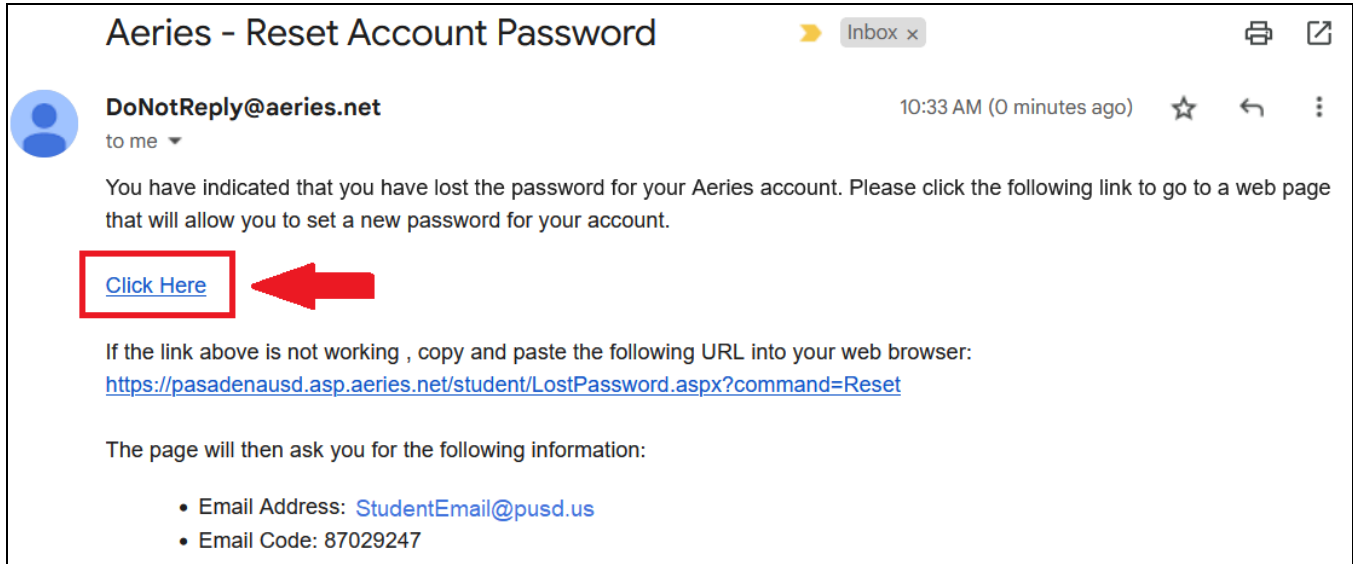 Aeries - Reset Account Password
Inbox ×
DoNotReply@aeries.net
10:33 AM (0 minutes ago)
to me
You have indicated that you have lost the password for your Aeries account. Please click the following link to go to a web page
that will allow you to set a new password for your account.
Click Here
If the link above is not working , copy and paste the following URL into your web browser:
https://pasadenausd.asp.aeries.net/student/LostPassword.aspx?command=Reset
The page will then ask you for the following information:
• Email Address: StudentEmail@pusd.us
• Email Code: 87029247